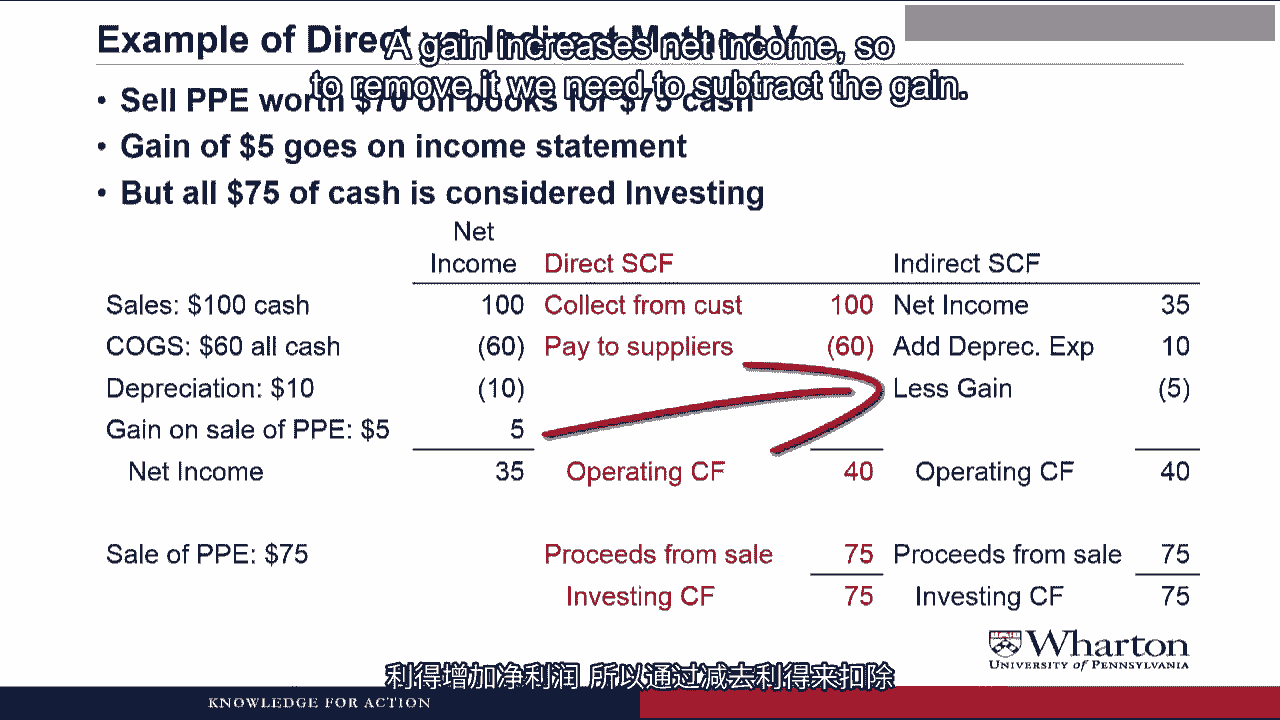 Example of Direct vs. Indirect Method V
A gain increases net income, so
to remove it we need to subtract the gain.
• Sell PPE worth $70 on books for $75 cash
• Gain of $5 goes on income statement
• But all $75 of cash is considered Investing
Net
Income Direct SCF Indirect SCF
Sales: $100 cash 100 Collect from cust 100 Net Income 35
COGS: $60 all cash (60) Pay to suppliers (60) Add Deprec. Exp 10
Depreciation: $10 (10) Less Gain (5)
Gain on sale of PPE: $5 5
Net Income 35 Operating CF 40 Operating CF 40
Sale of PPE: $75 Proceeds from sale 75 Proceeds from sale 75
Investing CF 75 Investing CF 75
Wharton
UNIVERSITY of PENNSYLVANIA
利得增加净利润 所以通过减去利得来扣除
KNOWLEDGE FOR ACTION